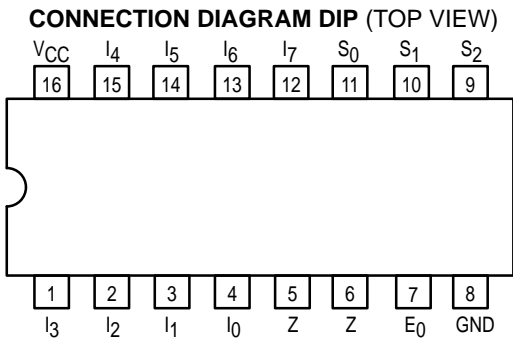 CONNECTION DIAGRAM DIP (TOP VIEW)
VCC I4 I5 I6 I7 S0 S1 S2
16 15 14 13 12 11 10 9
1 2 3 4 5 6 7 8
I3 I2 I1 I0 Z Z E0 GND